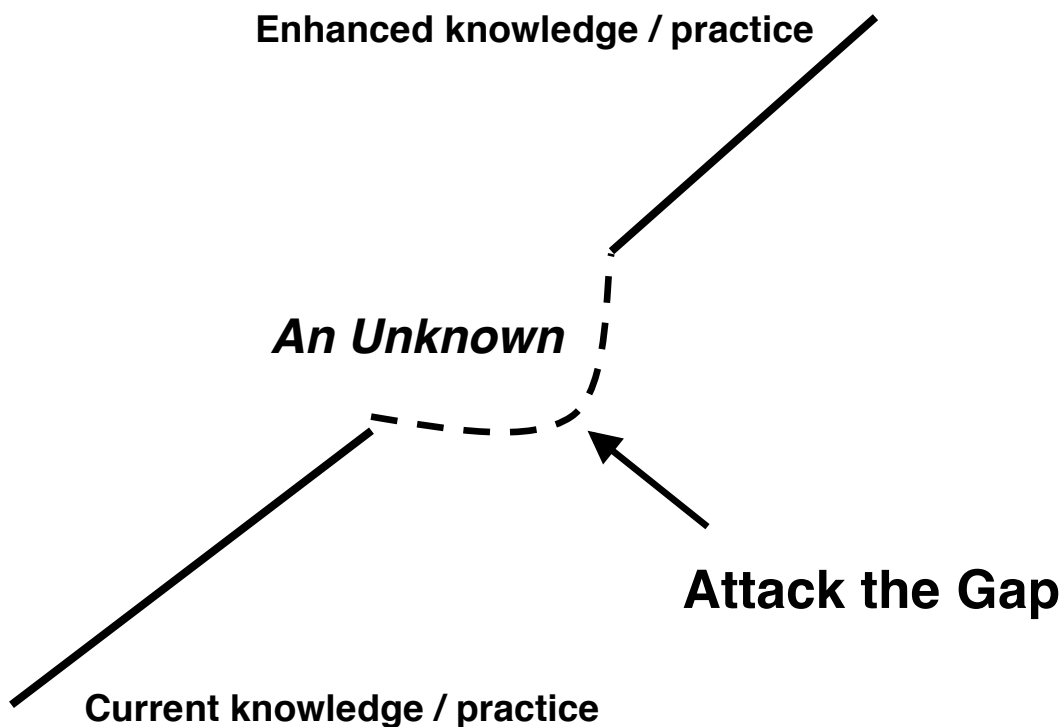 Enhanced knowledge / practice
An Unknown
Attack the Gap
Current knowledge / practice